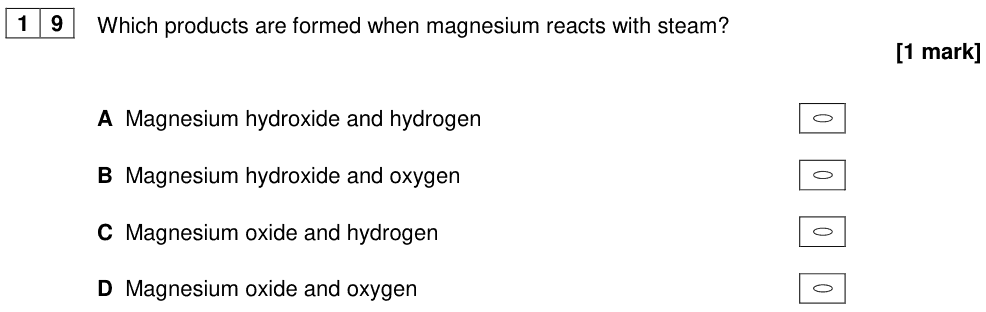 1 9 Which products are formed when magnesium reacts with steam?
[1 mark]
A Magnesium hydroxide and hydrogen
B Magnesium hydroxide and oxygen
C Magnesium oxide and hydrogen
D Magnesium oxide and oxygen